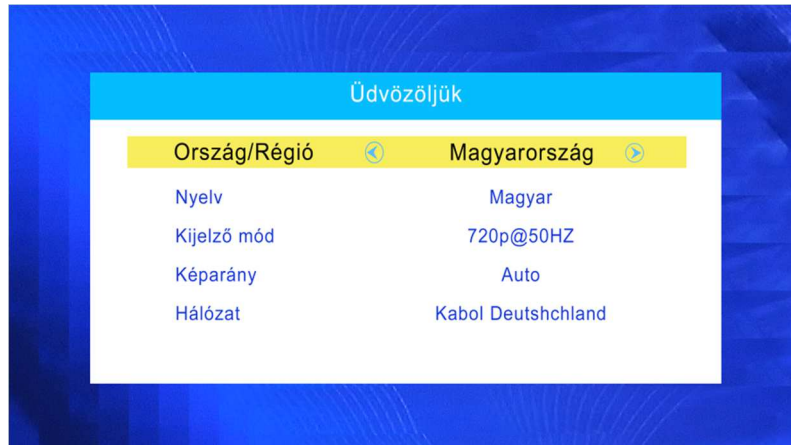 Üdvözöljük
Ország/Régió Magyarország
Nyelv Magyar
Kijelző mód 720p@50HZ
Képarány Auto
Hálózat Kabol Deutshchland